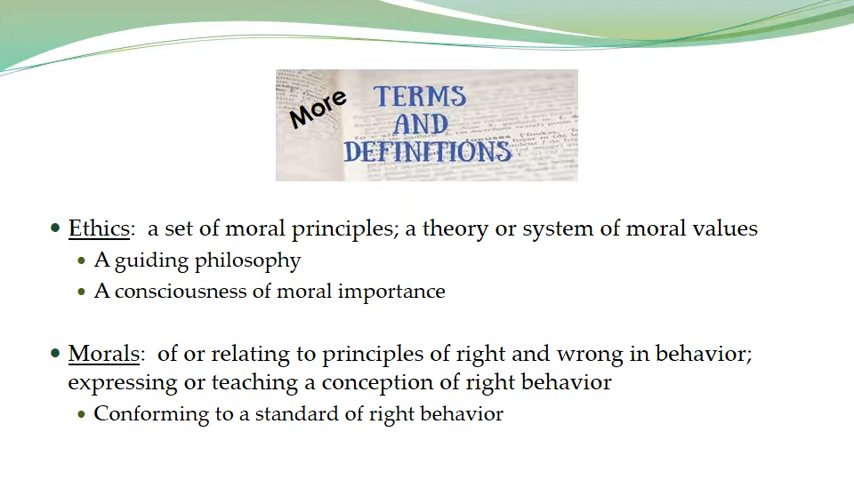 More
TERMS
AND
DEFINITIONS
• Ethics: a set of moral principles; a theory or system of moral values
• A guiding philosophy
• A consciousness of moral importance
• Morals: of or relating to principles of right and wrong in behavior;
expressing or teaching a conception of right behavior
• Conforming to a standard of right behavior